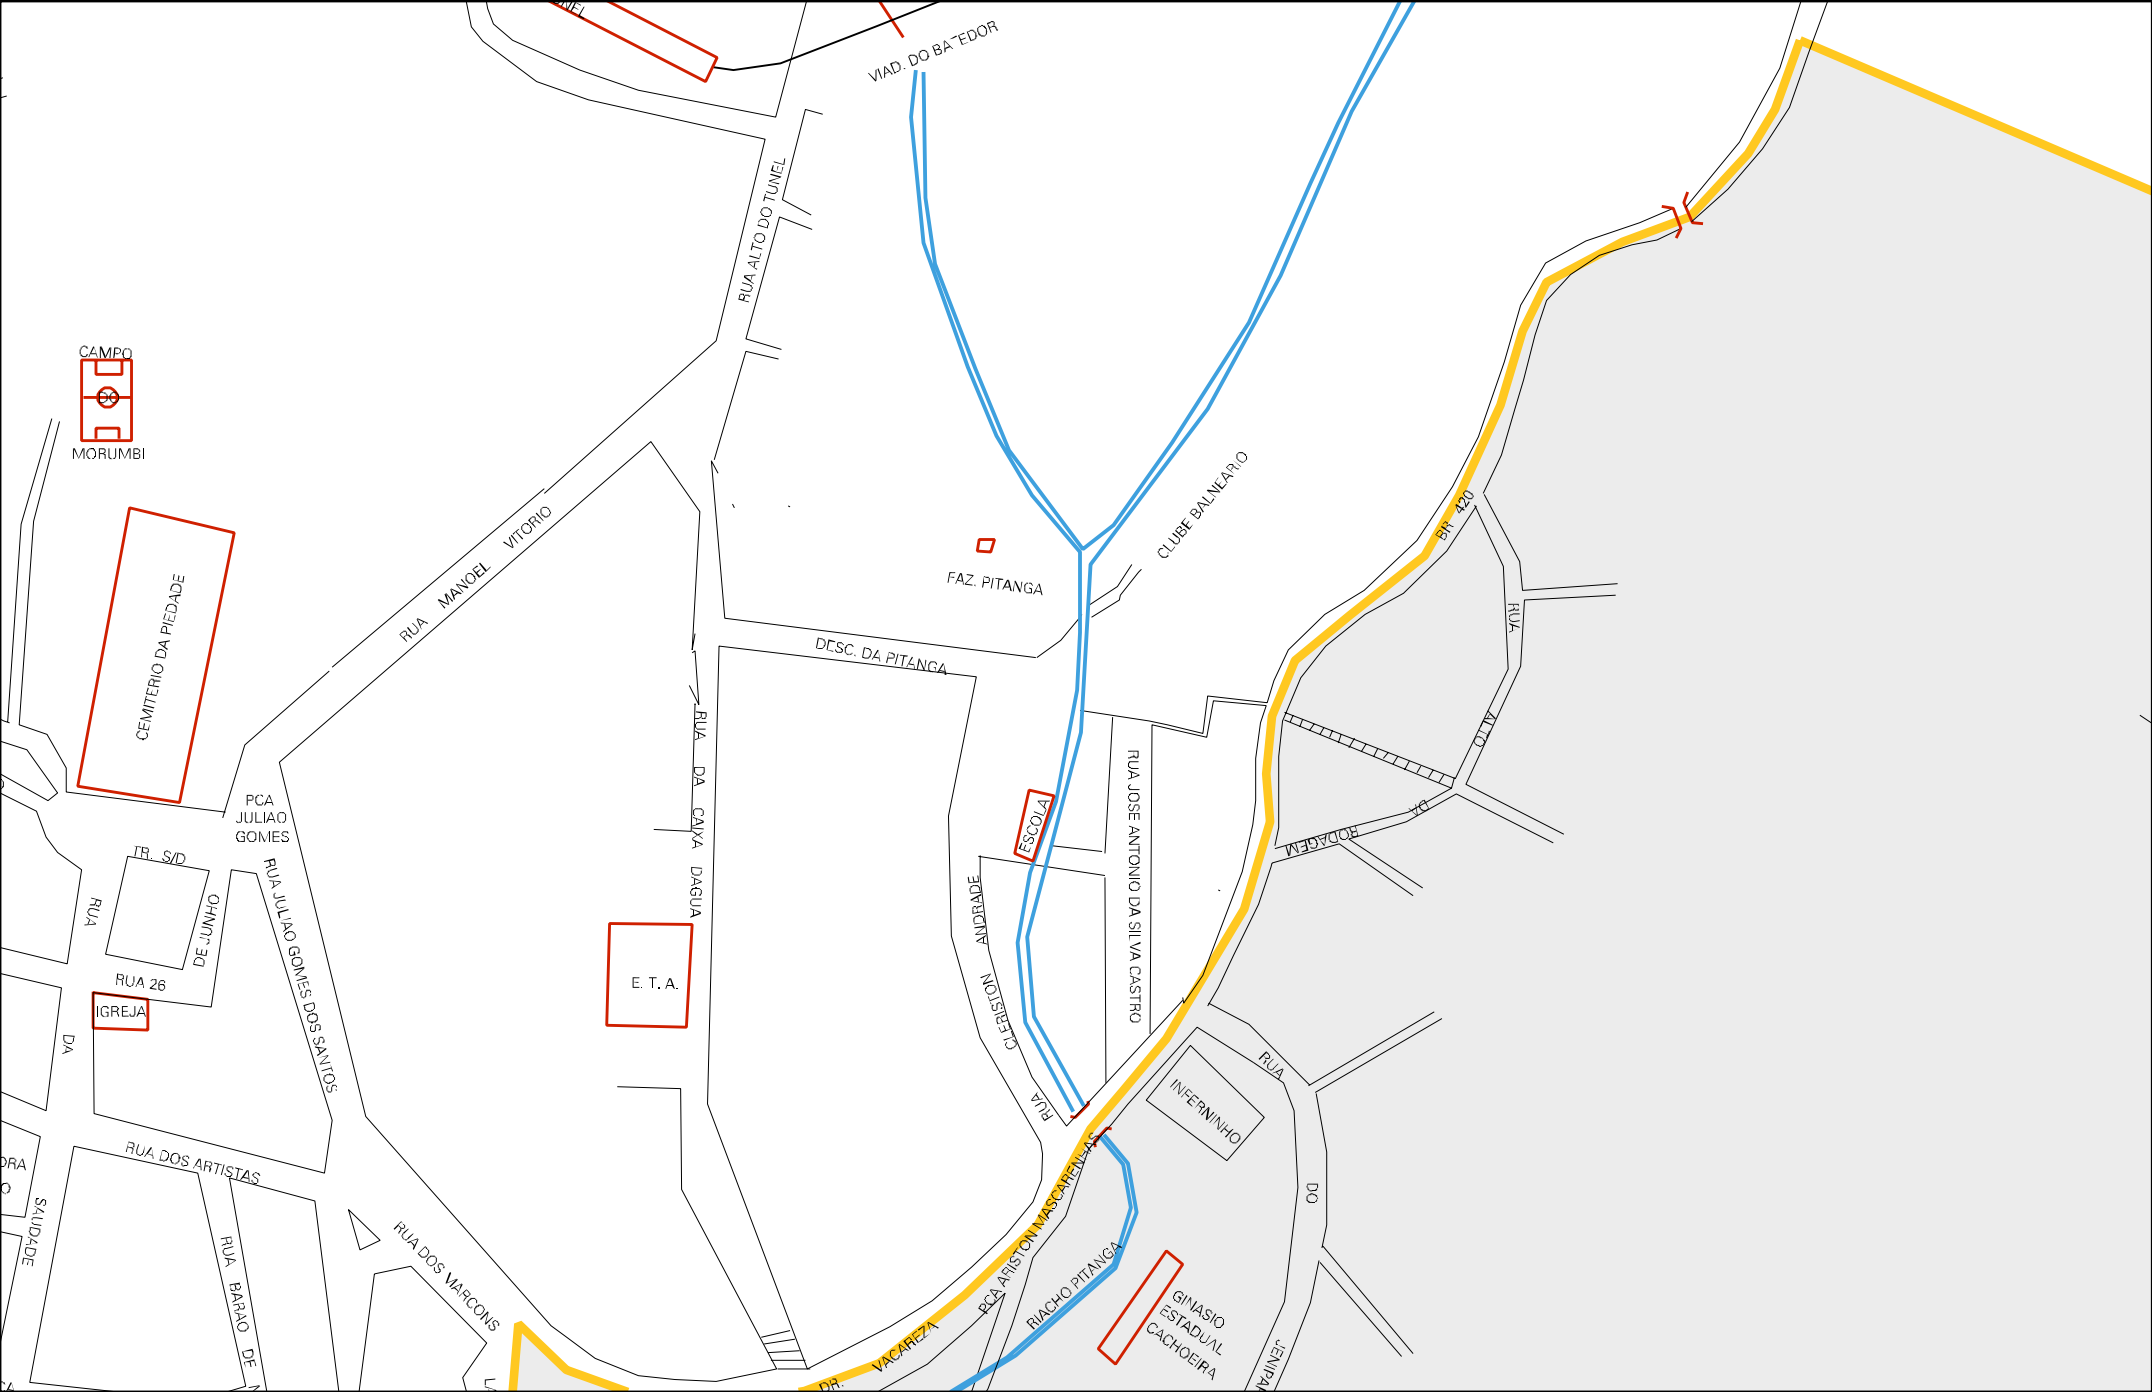 VIAD. DO BATEDOR
RUA ALTO DO TUNEL
CAMPO
DO
MORUMBI
CLUBE BALNEARIO
BR 420
RUA MANOEL VITORIO
FAZ. PITANGA
CEMITERIO DA PIEDADE
DESC. DA PITANGA
RUA ALTO DA RODAGEM
RUA DA CAIXA DAGUA
RUA JOSE ANTONIO DA SILVA CASTRO
ESCOLA
PCA
JULIAO
GOMES
TR. S/D
RUA JULIAO GOMES DOS SANTOS
RUA DA SAUDADE
RUA 26
DE JUNHO
IGREJA
E. T. A.
RUA CLERISTON ANDRADE
RUA DO
INFERNINHO
RUA DOS ARTISTAS
RUA BARAO DE
RUA DOS MARCONS
PCA ARISTON MASCARENHAS
RIACHO PITANGA
GINASIO
ESTADUAL
CACHOEIRA
DR. VACAREZA